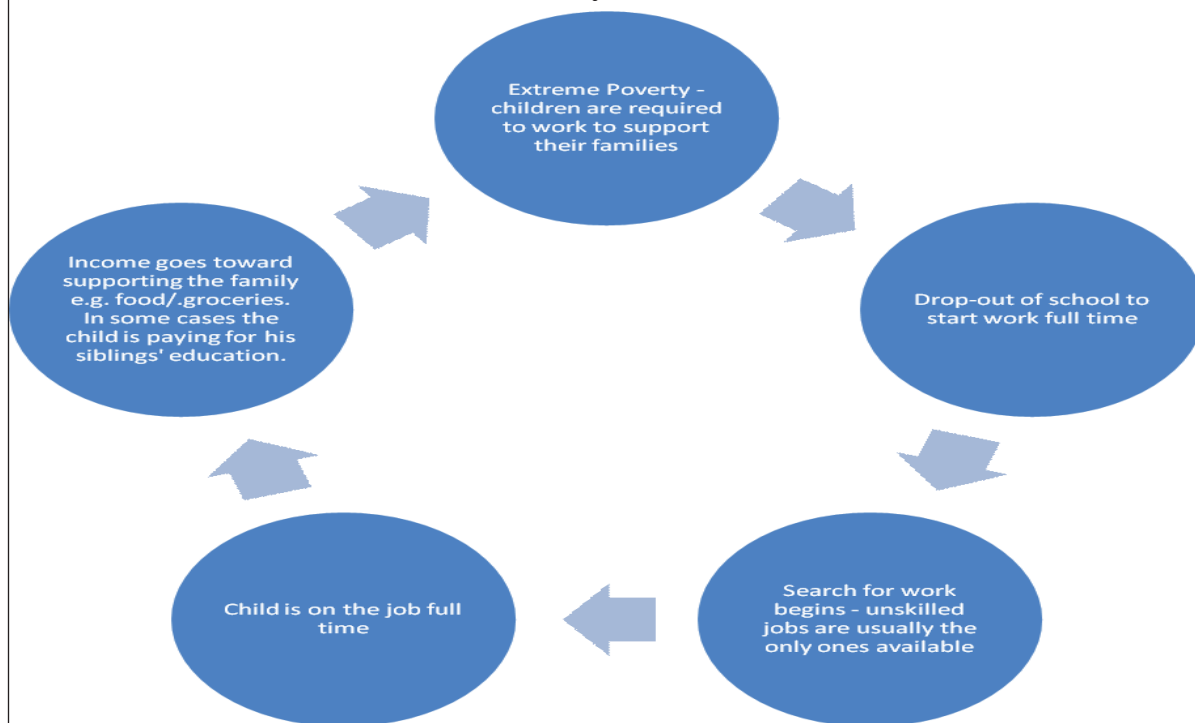 Extreme Poverty -
children are required
to work to support
their families
Drop-out of school to
start work full time
Search for work
begins - unskilled
jobs are usually the
only ones available
Child is on the job full
time
Income goes toward
supporting the family
e.g. food/.groceries.
In some cases the
child is paying for his
siblings' education.